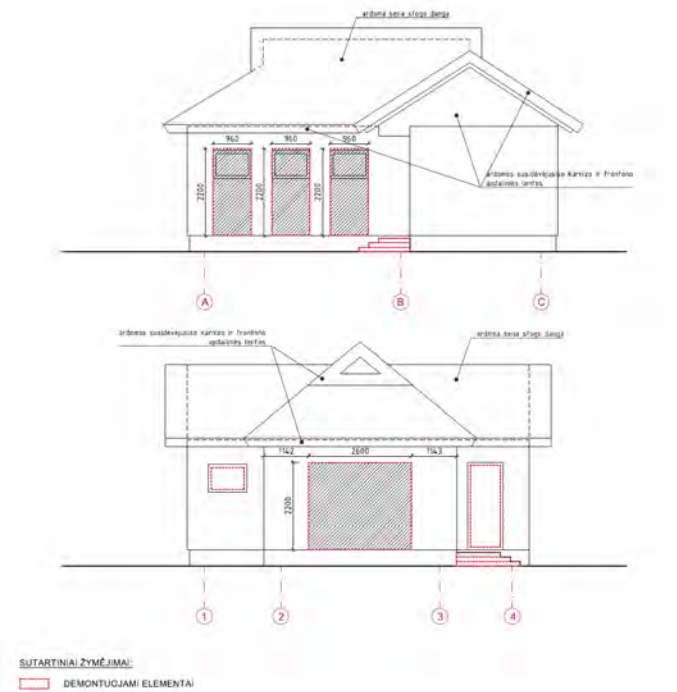 ardoma sena stogo danga
960 960 960
2200 2200 2200
ardomos susidėvėjusios karnizo ir frontono
apdailinės lentos
A B C
ardomos susidėvėjusios karnizo ir frontono
apdailinės lentos
ardoma sena stogo danga
1142 2600 1143
2200
1 2 3 4
SUTARTINIAI ŽYMĖJIMAI:
DEMONTUOJAMI ELEMENTAI